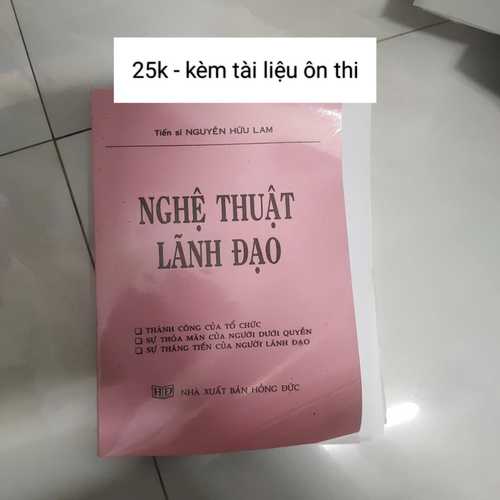 25k - kèm tài liệu ôn thi
Tiến sĩ NGUYỄN HỮU LAM
NGHỆ THUẬT
LÃNH ĐẠO
THÀNH CÔNG CỦA TỔ CHỨC
SỰ THỎA MÃN CỦA NGƯỜI DƯỚI QUYỀN
SỰ THĂNG TIẾN CỦA NGƯỜI LÃNH ĐẠO
HĐ NHÀ XUẤT BẢN HỒNG ĐỨC